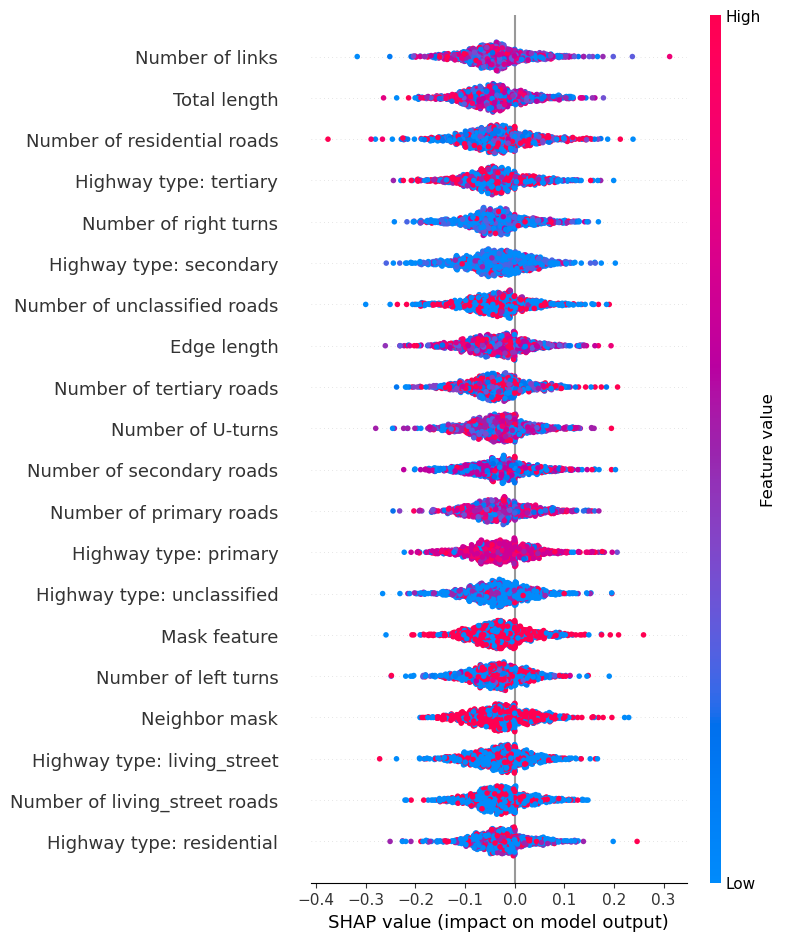 High
Number of links
Total length
Number of residential roads
Highway type: tertiary
Number of right turns
Highway type: secondary
Number of unclassified roads
Edge length
Number of tertiary roads
Number of U-turns
Number of secondary roads
Number of primary roads
Highway type: primary
Highway type: unclassified
Mask feature
Number of left turns
Neighbor mask
Highway type: living_street
Number of living_street roads
Highway type: residential
Feature value
Low
−0.4 −0.3 −0.2 −0.1 0.0 0.1 0.2 0.3
SHAP value (impact on model output)